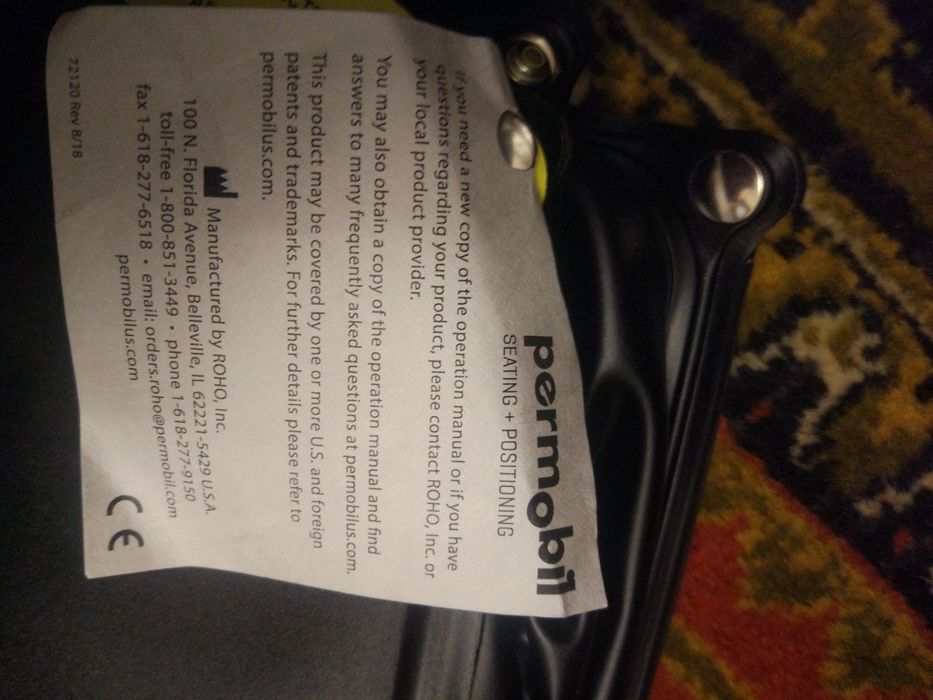 permobil
SEATING + POSITIONING
If you need a new copy of the operation manual or if you have
questions regarding your product, please contact ROHO, Inc. or
your local product provider.
You may also obtain a copy of the operation manual and find
answers to many frequently asked questions at permobilus.com.
This product may be covered by one or more U.S. and foreign
patents and trademarks. For further details please refer to
permobilus.com.
Manufactured by ROHO, Inc.
100 N. Florida Avenue, Belleville, IL 62221-5429 U.S.A.
toll-free 1-800-851-3449 • phone 1-618-277-9150
fax 1-618-277-6518 • email: orders.roho@permobil.com
permobilus.com
CE
72120 Rev 8/18